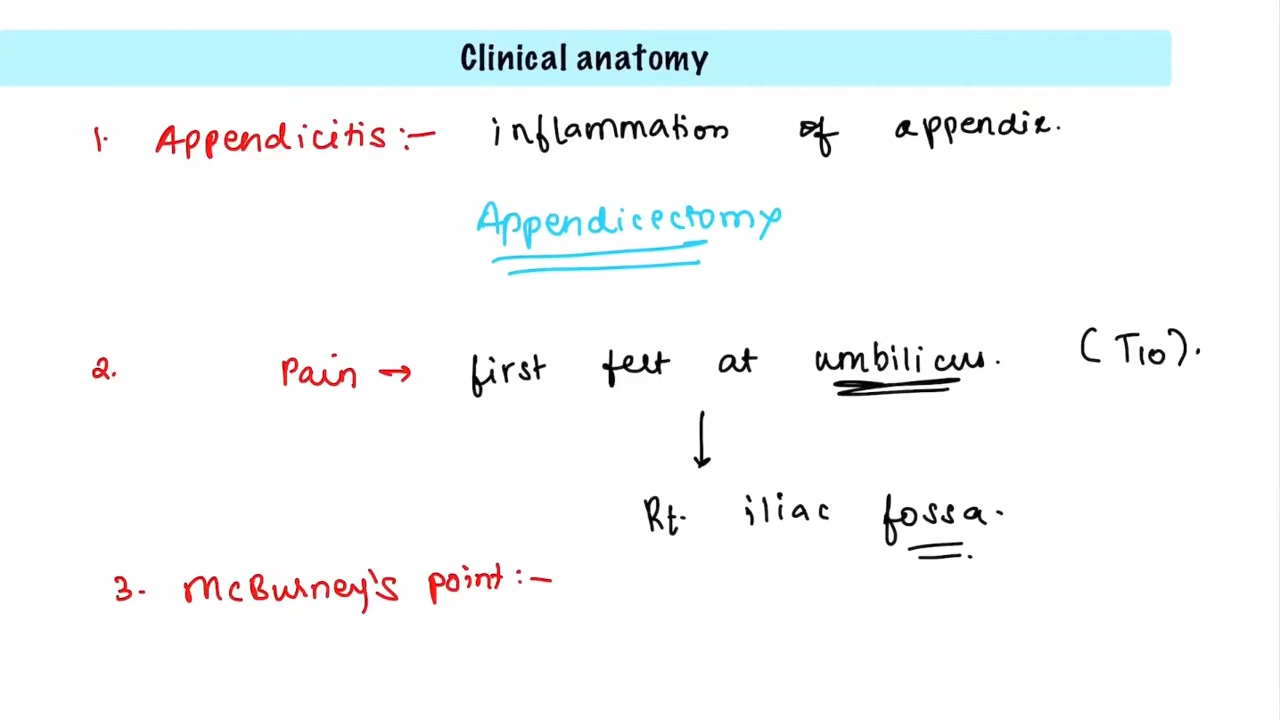 Clinical anatomy
1. Appendicitis:- inflammation of appendix.
Appendicectomy
2. Pain → first felt at umbilicus. (T10).
↓
Rt. iliac fossa.
3. McBurney's point:-